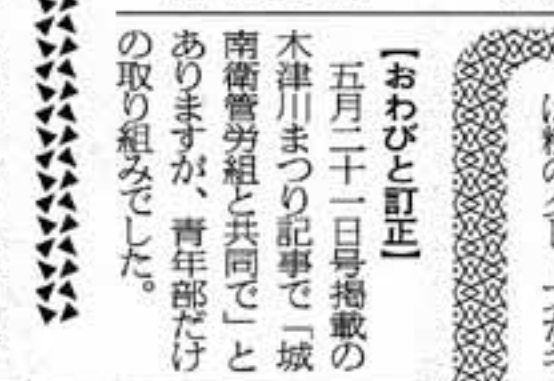 【おわびと訂正】
五月二十一日号掲載の
木津川まつり記事で「城
南衛管労組と共同で」と
ありますが、青年部だけ
の取り組みでした。